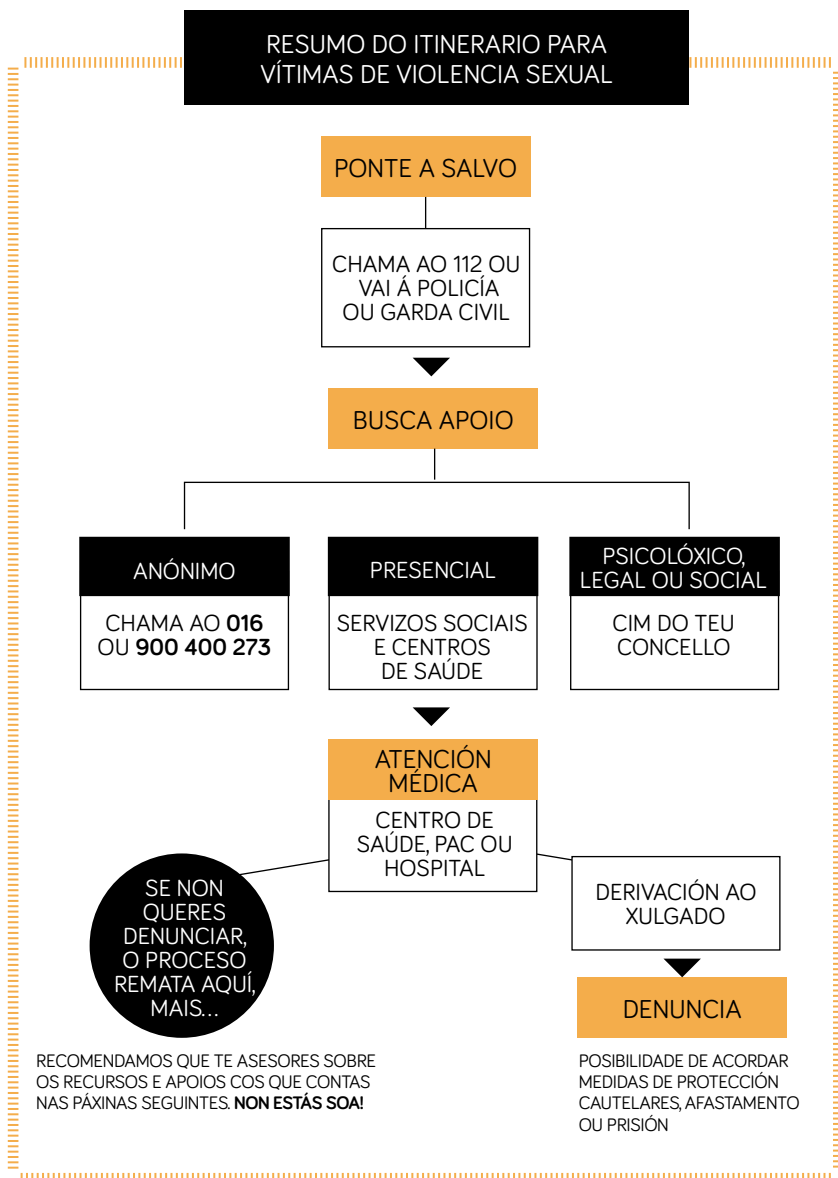 RESUMO DO ITINERARIO PARA
VÍTIMAS DE VIOLENCIA SEXUAL
PONTE A SALVO
CHAMA AO 112 OU
VAI Á POLICÍA
OU GARDA CIVIL
BUSCA APOIO
ANÓNIMO
CHAMA AO 016
OU 900 400 273
PRESENCIAL
SERVIZOS SOCIAIS
E CENTROS
DE SAÚDE
PSICOLÓXICO,
LEGAL OU SOCIAL
CIM DO TEU
CONCELLO
ATENCIÓN
MÉDICA
CENTRO DE
SAÚDE, PAC OU
HOSPITAL
SE NON
QUERES
DENUNCIAR,
O PROCESO
REMATA AQUÍ,
MAIS...
RECOMENDAMOS QUE TE ASESORES SOBRE
OS RECURSOS E APOIOS COS QUE CONTAS
NAS PÁXINAS SEGUINTES. NON ESTÁS SOA!
DERIVACIÓN AO
XULGADO
DENUNCIA
POSIBILIDADE DE ACORDAR
MEDIDAS DE PROTECCIÓN
CAUTELARES, AFASTAMENTO
OU PRISIÓN